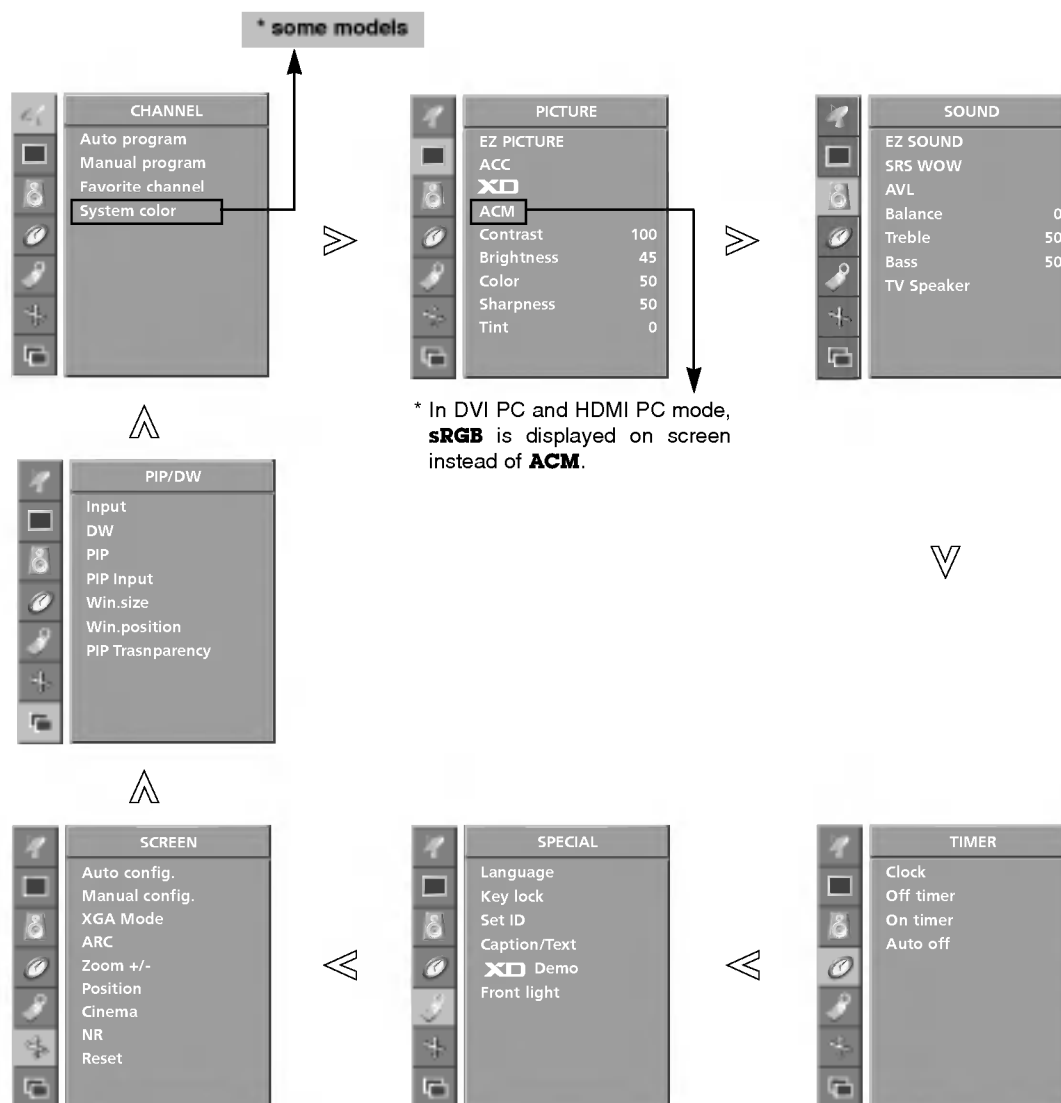 * some models
CHANNEL
Auto program
Manual program
Favorite channel
System color
PICTURE
EZ PICTURE
ACC
XD
ACM
Contrast 100
Brightness 45
Color 50
Sharpness 50
Tint 0
* In DVI PC and HDMI PC mode,
sRGB is displayed on screen
instead of ACM.
SOUND
EZ SOUND
SRS WOW
AVL
Balance 0
Treble 50
Bass 50
TV Speaker
PIP/DW
Input
DW
PIP
PIP Input
Win.size
Win.position
PIP Trasnparency
SCREEN
Auto config.
Manual config.
XGA Mode
ARC
Zoom +/-
Position
Cinema
NR
Reset
SPECIAL
Language
Key lock
Set ID
Caption/Text
XD Demo
Front light
TIMER
Clock
Off timer
On timer
Auto off